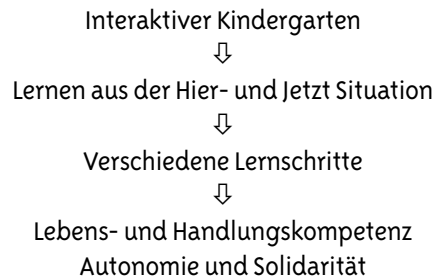 Interaktiver Kindergarten
⇩
Lernen aus der Hier- und Jetzt Situation
⇩
Verschiedene Lernschritte
⇩
Lebens- und Handlungskompetenz
Autonomie und Solidarität